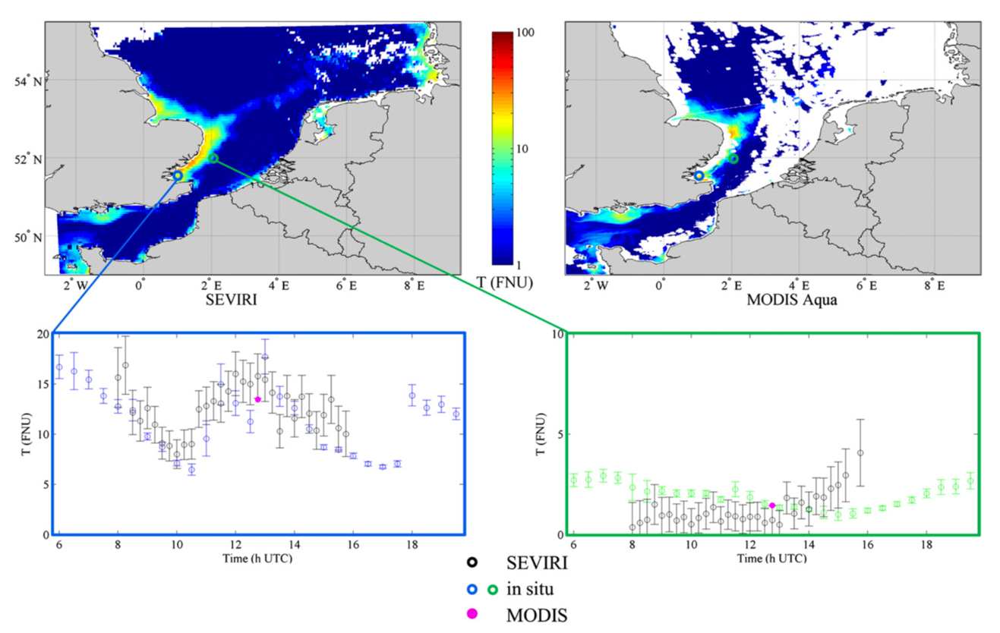 54° N
52° N
50° N
2° W 0° 2° E 4° E 6° E 8° E
SEVIRI
100
10
1
T (FNU)
2° W 0° 2° E 4° E 6° E 8° E
MODIS Aqua
20
15
10
5
0
T (FNU)
6 8 10 12 14 16 18
Time (h UTC)
10
5
0
T (FNU)
6 8 10 12 14 16 18
Time (h UTC)
SEVIRI
in situ
MODIS